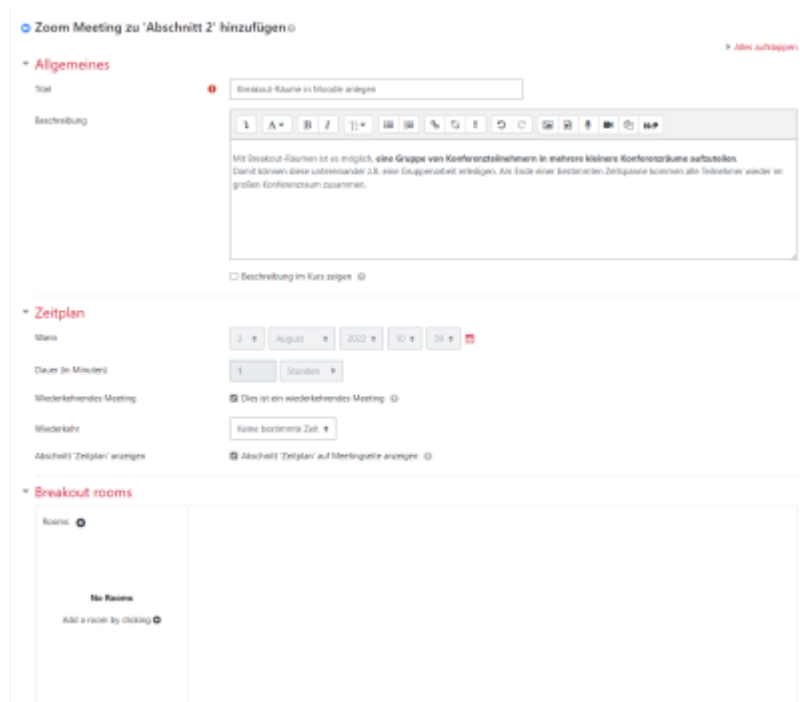 Zoom Meeting zu 'Abschnitt 2' hinzufügen
Alles aufklappen
Allgemeines
Titel
Breakout-Räume in Moodle anlegen
Beschreibung
Mit Breakout-Räumen ist es möglich, eine Gruppe von Konferenzteilnehmern in mehrere kleinere Konferenzräume aufzuteilen.
Damit können diese untereinander z.B. eine Gruppenarbeit erledigen. Am Ende einer bestimmten Zeitspanne kommen alle Teilnehmer wieder im
großen Konferenzraum zusammen.
Beschreibung im Kurs zeigen
Zeitplan
Wann
3 August 2022 10 39
Dauer (in Minuten)
1 Stunden
Wiederkehrendes Meeting
Dies ist ein wiederkehrendes Meeting
Wiederkehr
Keine bestimmte Zeit
Abschnitt 'Zeitplan' anzeigen
Abschnitt 'Zeitplan' auf Meetingseite anzeigen
Breakout rooms
Rooms
No Rooms
Add a room by clicking